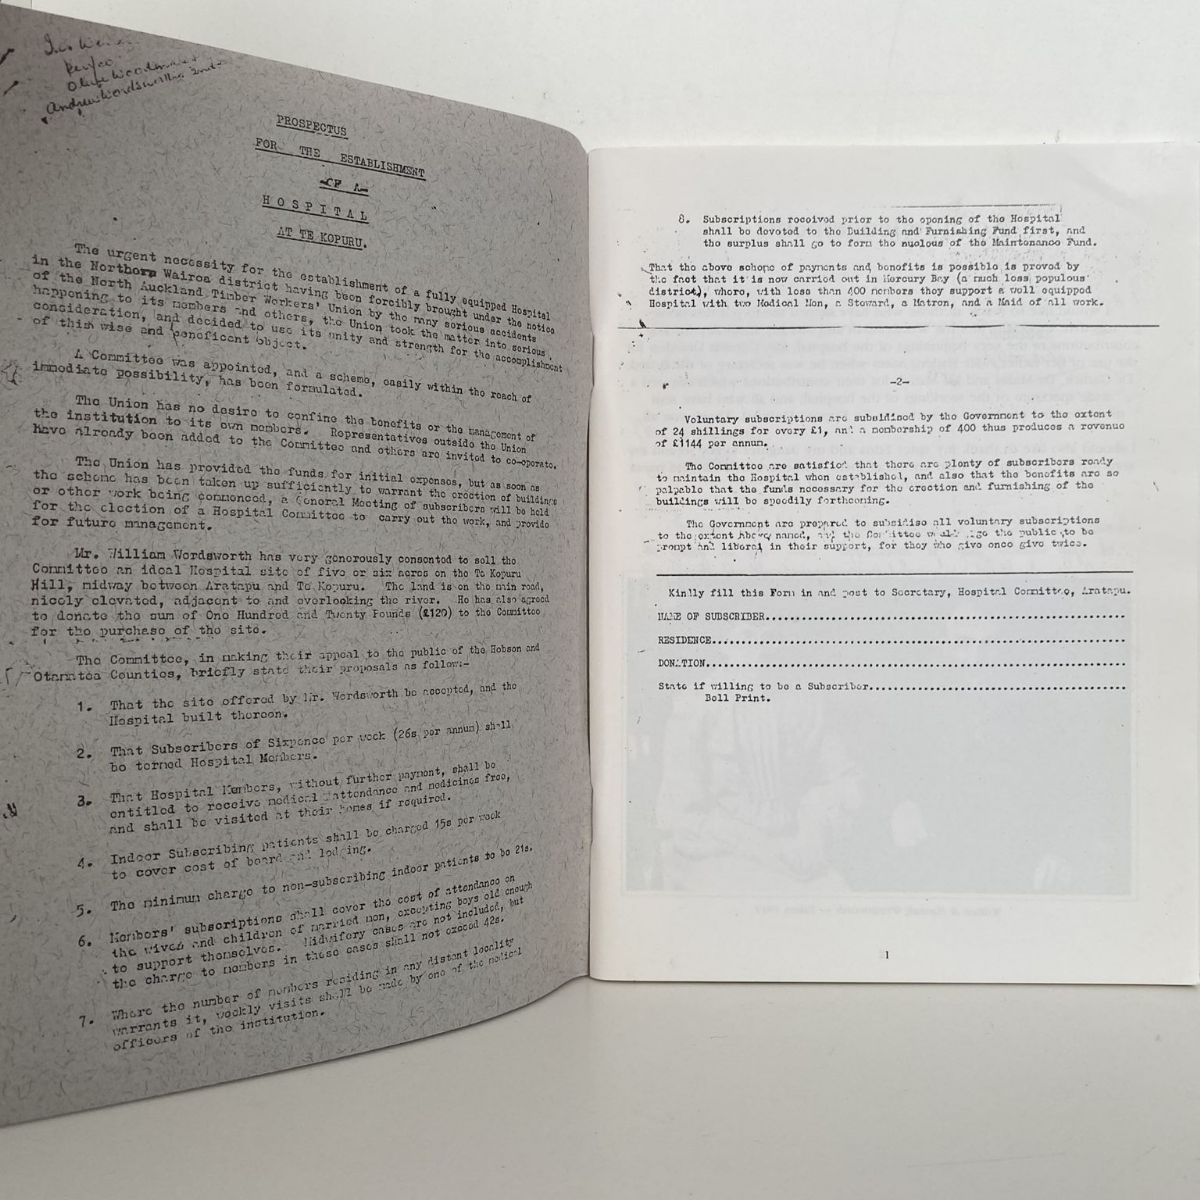 Andrew Wordsworth 2nd
PROSPECTUS
FOR THE ESTABLISHMENT
-OF A-
HOSPITAL
AT TE KOPURU.
The urgent necessity for the establishment of a fully equipped Hospital
in the Northern Wairoa district having been forcibly brought under the notice
of the North Auckland Timber Workers' Union by the many serious accidents
happening to its members and others, the Union took the matter into serious
consideration, and decided to use its unity and strength for the accomplishment
of this wise and beneficent object.
A Committee was appointed, and a scheme, easily within the reach of
immediate possibility, has been formulated.
The Union has no desire to confine the benefits or the management of
the institution to its own members. Representatives outside the Union
have already been added to the Committee and others are invited to co-operate.
The Union has provided the funds for initial expenses, but as soon as
the scheme has been taken up sufficiently to warrant the erection of buildings
or other work being commenced, a General Meeting of subscribers will be held
for the election of a Hospital Committee to carry out the work, and provide
for future management.
Mr. William Wordsworth has very generously consented to sell the
Committee an ideal Hospital site of five or six acres on the Te Kopuru
Hill, midway between Aratapu and Te Kopuru. The land is on the main road,
nicely elevated, adjacent to and overlooking the river. He has also agreed
to donate the sum of One Hundred and Twenty Pounds (£120) to the Committee
for the purchase of the site.
The Committee, in making their appeal to the public of the Hobson and
Otamatea Counties, briefly state their proposals as follow:-
1. That the site offered by Mr. Wordsworth be accepted, and the
Hospital built thereon.
2. That Subscribers of Sixpence per week (26s per annum) shall
be termed Hospital Members.
3. That Hospital Members, without further payment, shall be
entitled to receive medical attendance and medicines free,
and shall be visited at their homes if required.
4. Indoor Subscribing patients shall be charged 15s per week
to cover cost of board and lodging.
5. The minimum charge to non-subscribing indoor patients to be 21s.
6. Members' subscriptions shall cover the cost of attendance on
the wives and children of married men, excepting boys old enough
to support themselves. Midwifery cases are not included, but
the charge to members in these cases shall not exceed 42s.
7. Where the number of members residing in any distant locality
warrants it, weekly visits shall be made by one of the medical
officers of the institution.
8. Subscriptions received prior to the opening of the Hospital
shall be devoted to the Building and Furnishing Fund first, and
the surplus shall go to form the nucleus of the Maintenance Fund.
That the above scheme of payments and benefits is possible is proved by
the fact that it is now carried out in Mercury Bay (a much less populous
district), where, with less than 400 members they support a well equipped
Hospital with two Medical Men, a Steward, a Matron, and a Maid of all work.
-2-
Voluntary subscriptions are subsidised by the Government to the extent
of 24 shillings for every £1, and a membership of 400 thus produces a revenue
of £1144 per annum.
The Committee are satisfied that there are plenty of subscribers ready
to maintain the Hospital when established, and also that the benefits are so
palpable that the funds necessary for the erection and furnishing of the
buildings will be speedily forthcoming.
The Government are prepared to subsidise all voluntary subscriptions
to the extent above named, and the Committee would urge the public to be
prompt and liberal in their support, for they who give once give twice.
Kindly fill this Form in and post to Secretary, Hospital Committee, Aratapu.
NAME OF SUBSCRIBER
RESIDENCE
DONATION
State if willing to be a Subscriber
Bell Print.
1